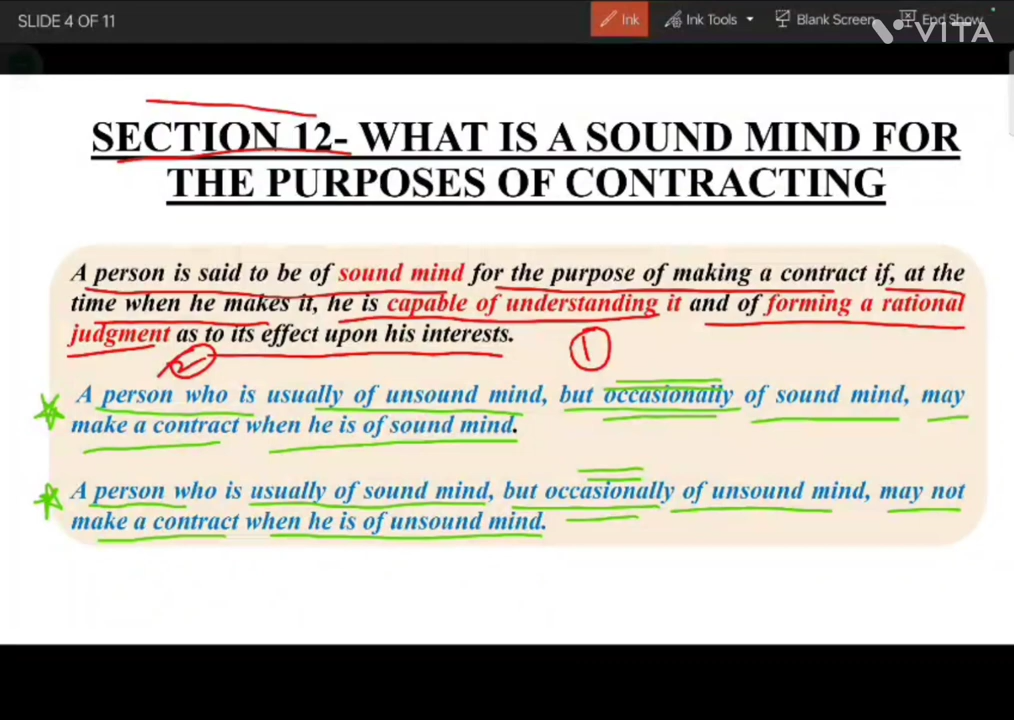 SLIDE 4 OF 11
Ink Ink Tools Blank Screen End Show
VITA
SECTION 12- WHAT IS A SOUND MIND FOR
THE PURPOSES OF CONTRACTING
A person is said to be of sound mind for the purpose of making a contract if, at the
time when he makes it, he is capable of understanding it and of forming a rational
judgment as to its effect upon his interests.
1
2
A person who is usually of unsound mind, but occasionally of sound mind, may
make a contract when he is of sound mind.
A person who is usually of sound mind, but occasionally of unsound mind, may not
make a contract when he is of unsound mind.